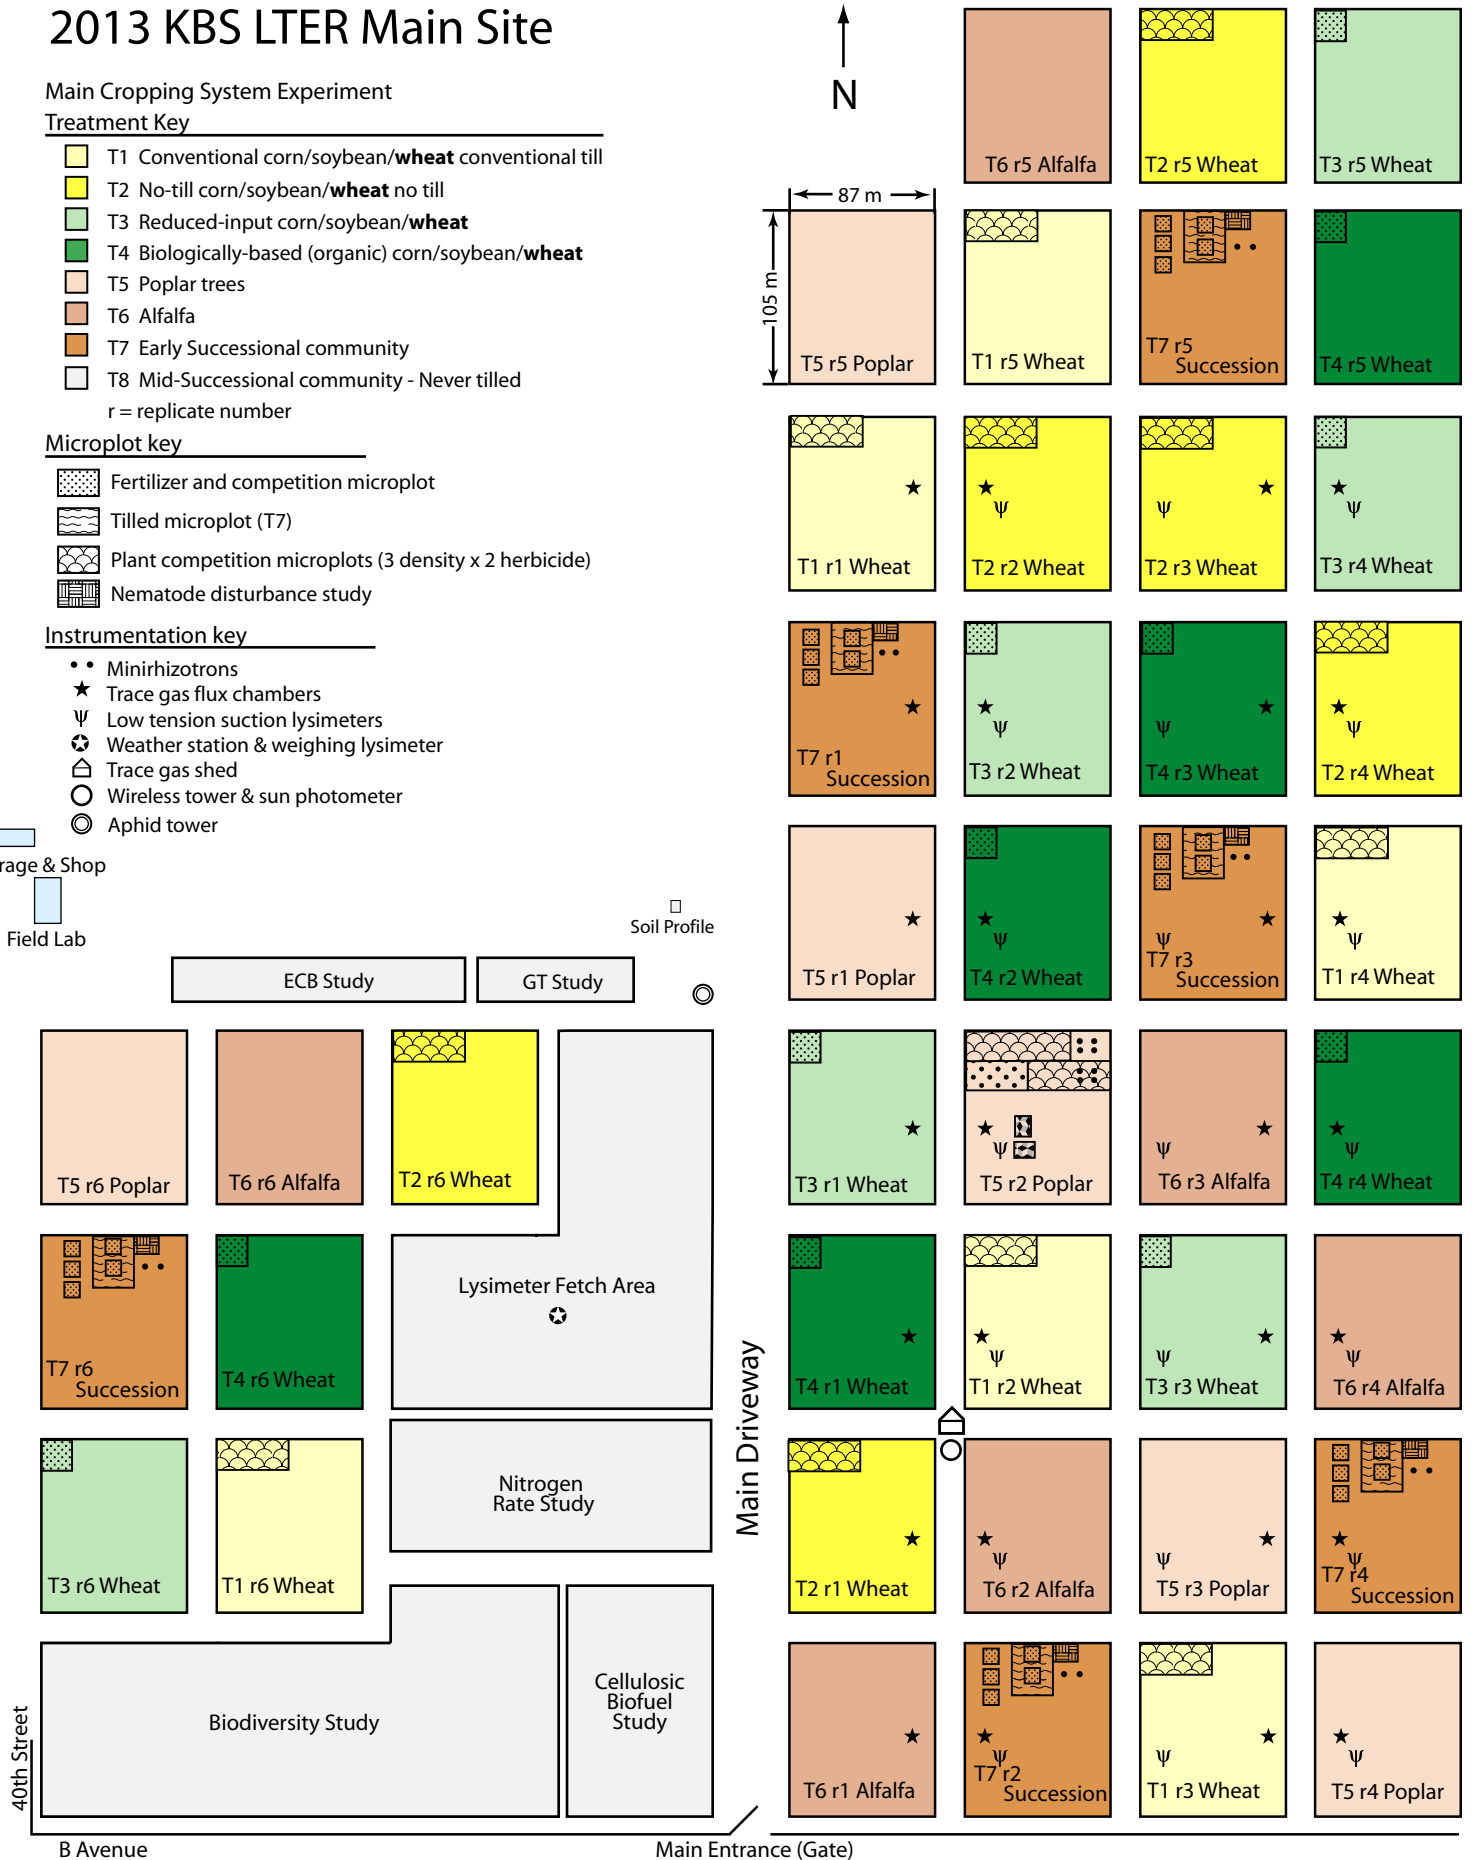 2013 KBS LTER Main Site
Main Cropping System Experiment
Treatment Key
T1 Conventional corn/soybean/wheat conventional till
T2 No-till corn/soybean/wheat no till
T3 Reduced-input corn/soybean/wheat
T4 Biologically-based (organic) corn/soybean/wheat
T5 Poplar trees
T6 Alfalfa
T7 Early Successional community
T8 Mid-Successional community - Never tilled
r = replicate number
Microplot key
Fertilizer and competition microplot
Tilled microplot (T7)
Plant competition microplots (3 density x 2 herbicide)
Nematode disturbance study
Instrumentation key
Minirhizotrons
Trace gas flux chambers
Low tension suction lysimeters
Weather station & weighing lysimeter
Trace gas shed
Wireless tower & sun photometer
Aphid tower
rage & Shop
Field Lab
Soil Profile
ECB Study
GT Study
N
87 m
105 m
T6 r5 Alfalfa
T2 r5 Wheat
T3 r5 Wheat
T5 r5 Poplar
T1 r5 Wheat
T7 r5
Succession
T4 r5 Wheat
T1 r1 Wheat
T2 r2 Wheat
T2 r3 Wheat
T3 r4 Wheat
T7 r1
Succession
T3 r2 Wheat
T4 r3 Wheat
T2 r4 Wheat
T5 r1 Poplar
T4 r2 Wheat
T7 r3
Succession
T1 r4 Wheat
T5 r6 Poplar
T6 r6 Alfalfa
T2 r6 Wheat
T3 r1 Wheat
T5 r2 Poplar
T6 r3 Alfalfa
T4 r4 Wheat
T7 r6
Succession
T4 r6 Wheat
Lysimeter Fetch Area
T4 r1 Wheat
T1 r2 Wheat
T3 r3 Wheat
T6 r4 Alfalfa
Main Driveway
T3 r6 Wheat
T1 r6 Wheat
Nitrogen
Rate Study
T2 r1 Wheat
T6 r2 Alfalfa
T5 r3 Poplar
T7 r4
Succession
Biodiversity Study
Cellulosic
Biofuel
Study
T6 r1 Alfalfa
T7 r2
Succession
T1 r3 Wheat
T5 r4 Poplar
40th Street
B Avenue
Main Entrance (Gate)